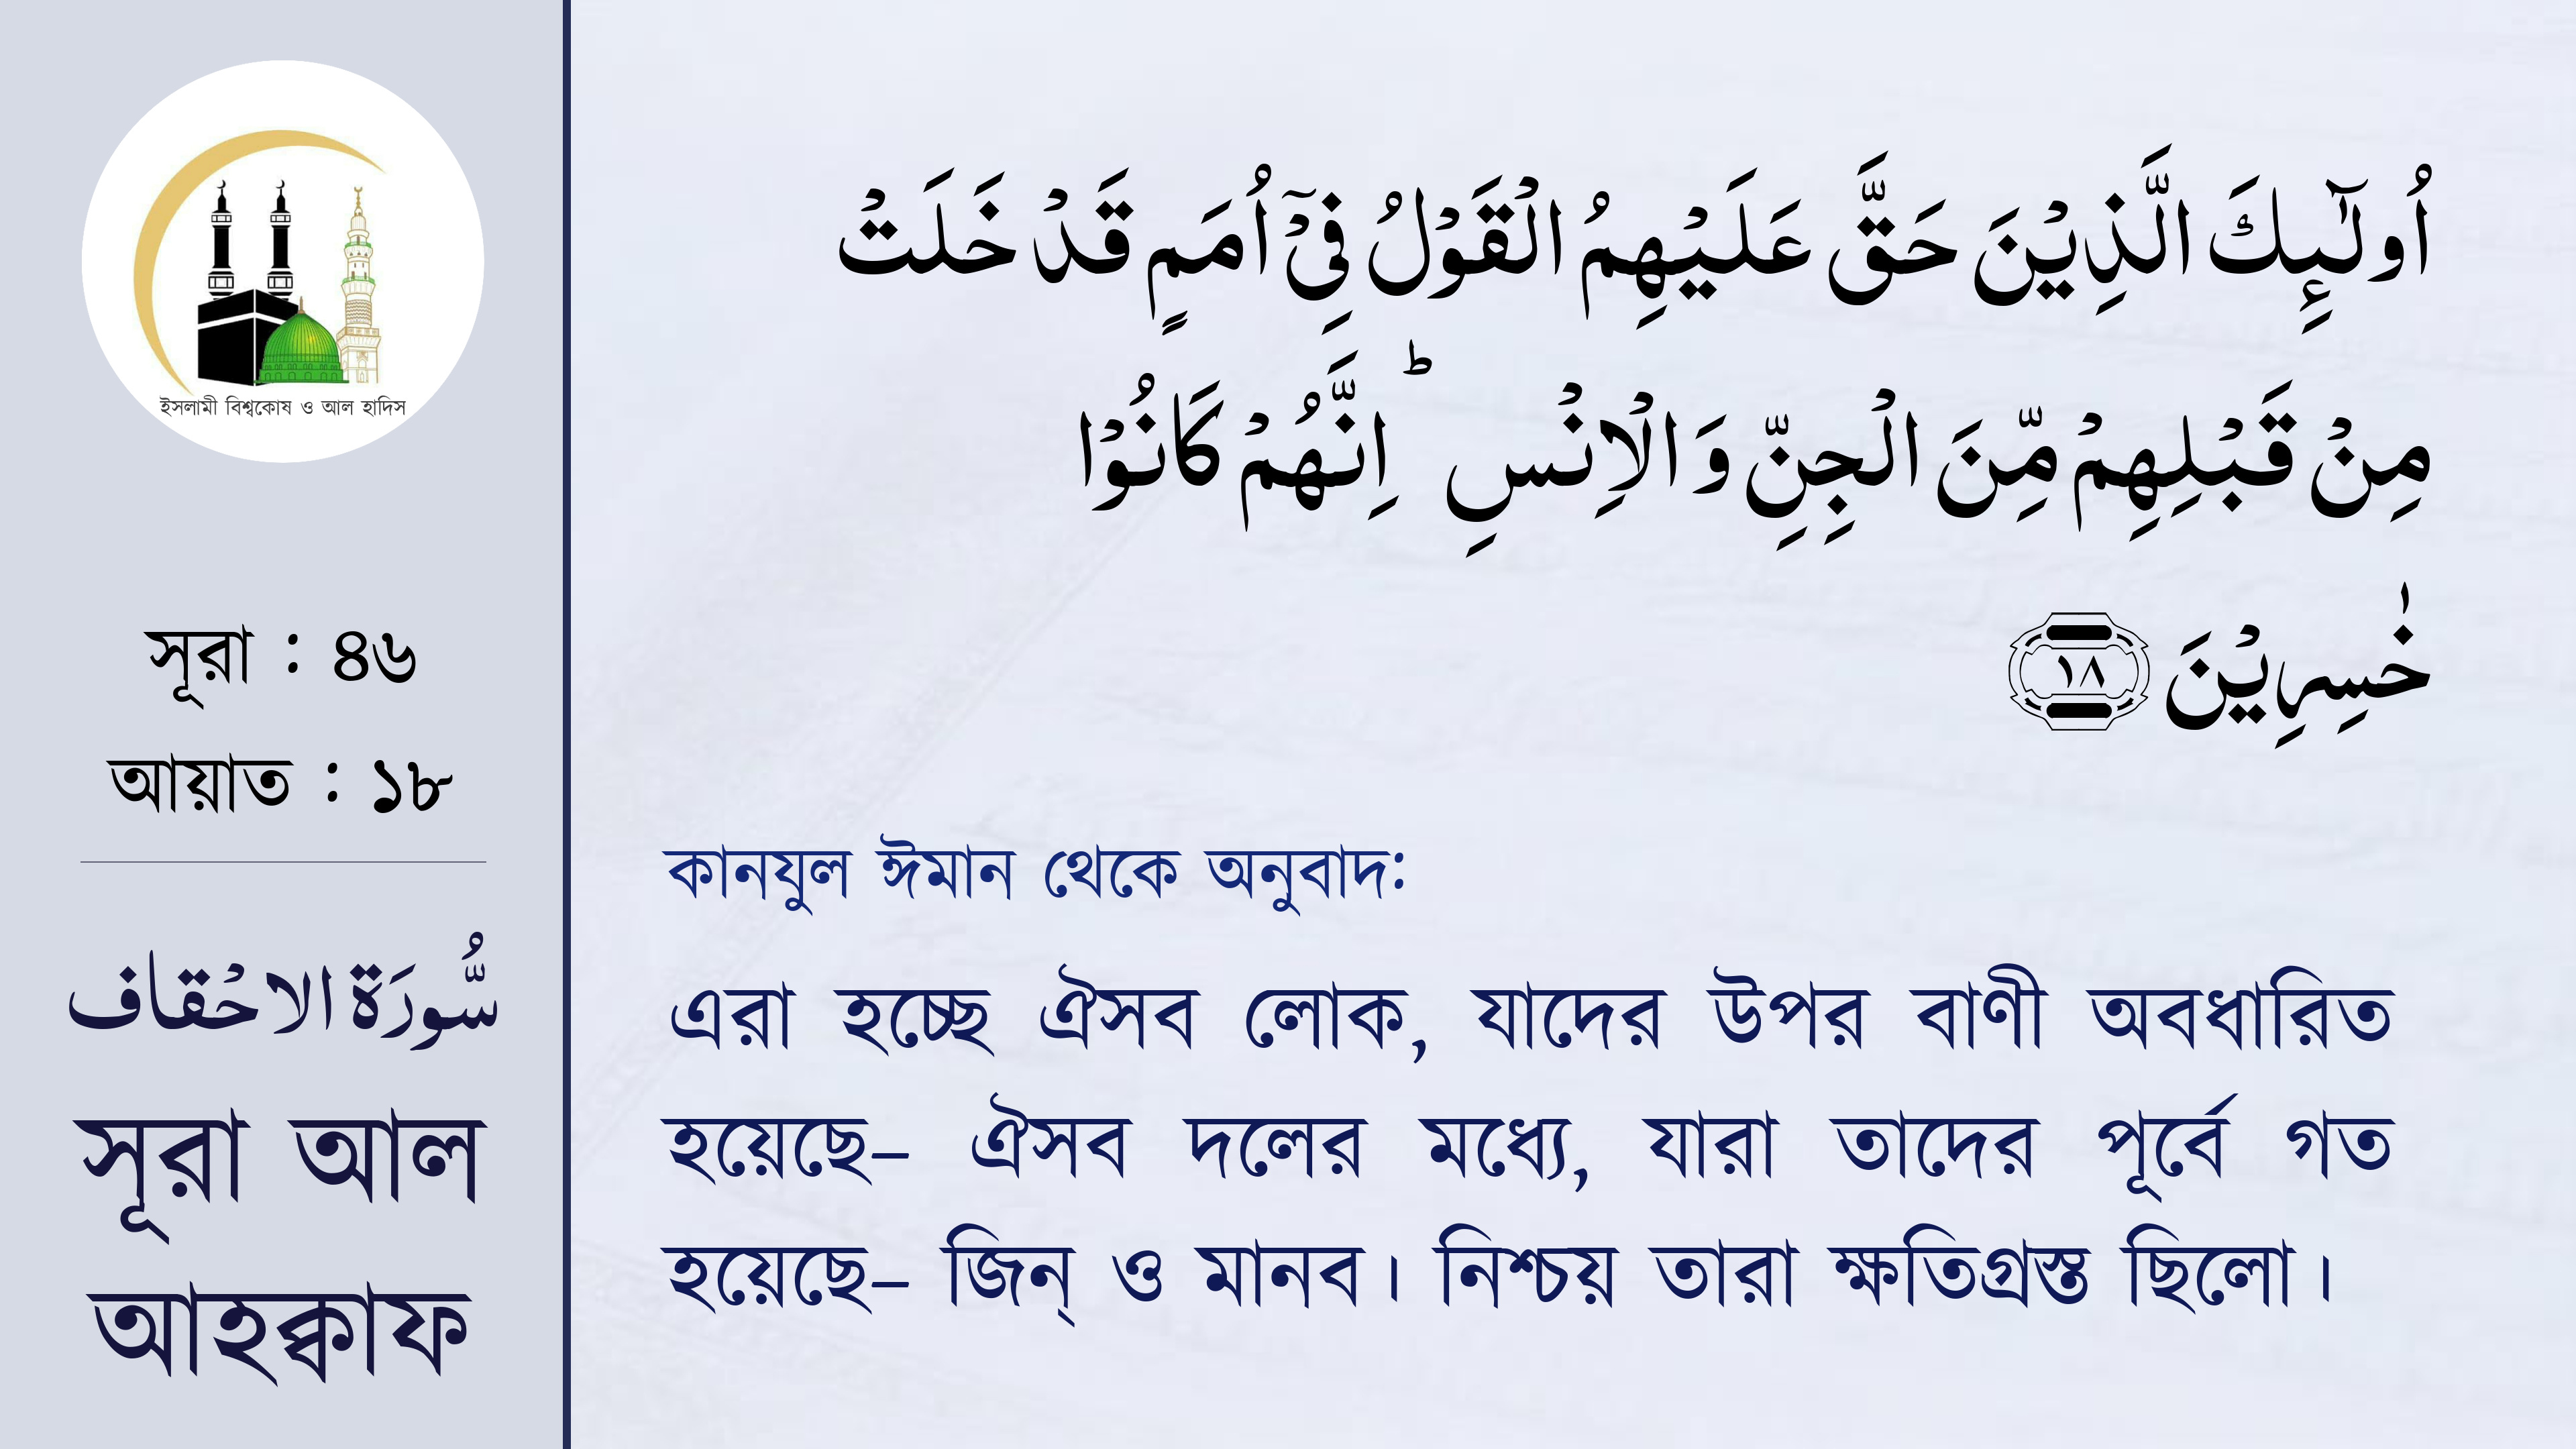 ইসলামী বিশ্বকোষ ও আল হাদিস
সূরা : ৪৬
আয়াত : ১৮
سُّورَة الاحْقاف
সূরা আল
আহক্বাফ
اُولٰٓئِكَ الَّذِيْنَ حَقَّ عَلَيْهِمُ الْقَوْلُ فِيْٓ اُمَمٍ قَدْ خَلَتْ
مِنْ قَبْلِهِمْ مِّنَ الْجِنِّ وَ الْاِنْسِ ؕ اِنَّهُمْ كَانُوْا
خٰسِرِيْنَ ۝۱۸
কানযুল ঈমান থেকে অনুবাদ:
এরা হচ্ছে ঐসব লোক, যাদের উপর বাণী অবধারিত
হয়েছে– ঐসব দলের মধ্যে, যারা তাদের পূর্বে গত
হয়েছে– জিন্ ও মানব। নিশ্চয় তারা ক্ষতিগ্রস্ত ছিলো।